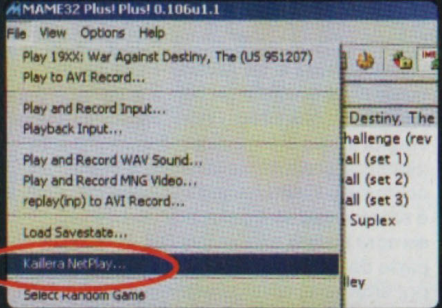 MAME32 Plus! Plus! 0.106u1.1
File View Options Help
Play 19XX: War Against Destiny, The (US 951207)
Play to AVI Record...
Play and Record Input...
Playback Input...
Play and Record WAV Sound...
Play and Record MNG Video...
replay(inp) to AVI Record...
Load Savestate...
Kaillera NetPlay...
Select Random Game
Destiny, The
hallenge (rev
all (set 1)
all (set 2)
all (set 3)
Suplex
ley